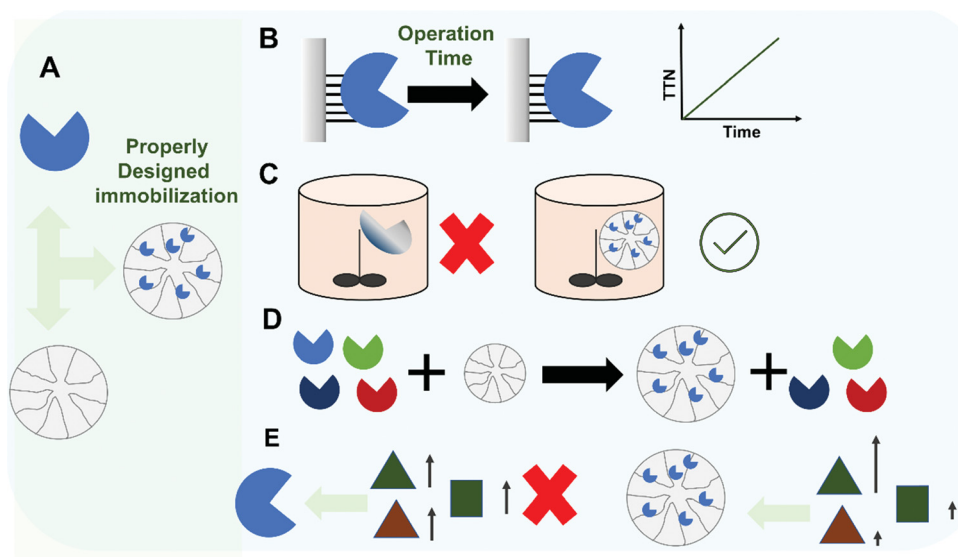 A
Properly
Designed
immobilization
B
Operation
Time
TTN
Time
C
D
E